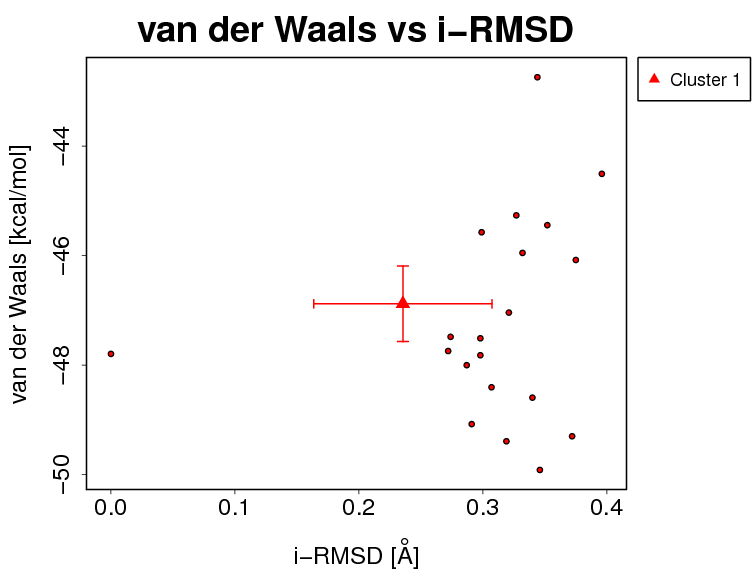 van der Waals vs i−RMSD
Cluster 1
van der Waals [kcal/mol]
−44
−46
−48
−50
0.0 0.1 0.2 0.3 0.4
i−RMSD [Å]